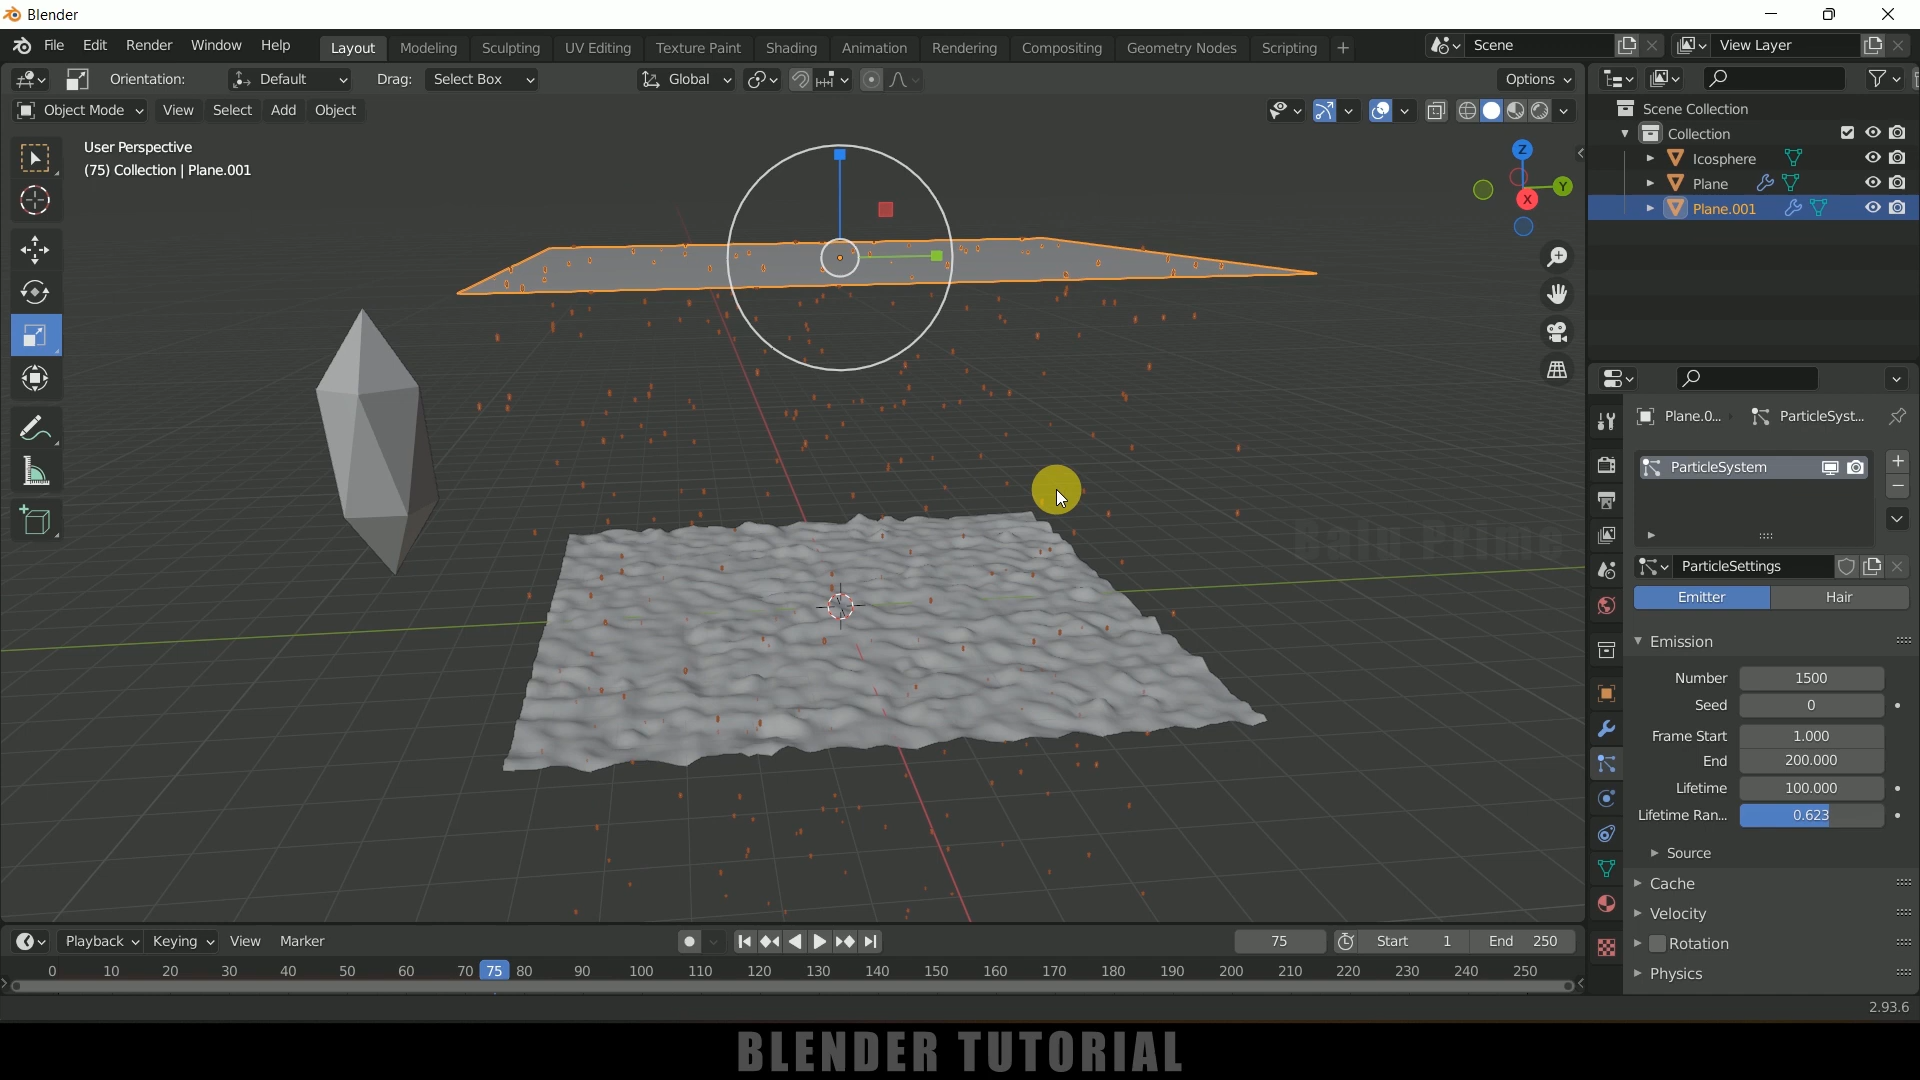 Blender
File Edit Render Window Help Layout Modeling Sculpting UV Editing Texture Paint Shading Animation Rendering Compositing Geometry Nodes Scripting + Scene View Layer
Orientation: Default Drag: Select Box Global Options
Object Mode View Select Add Object
User Perspective
(75) Collection | Plane.001
Z
Y
X
Scene Collection
Collection
Icosphere
Plane
Plane.001
Plane.0... ParticleSyst...
ParticleSystem
ParticleSettings
Emitter Hair
Emission
Number 1500
Seed 0
Frame Start 1.000
End 200.000
Lifetime 100.000
Lifetime Ran... 0.623
Source
Cache
Velocity
Rotation
Physics
Playback Keying View Marker 75 Start 1 End 250
0 10 20 30 40 50 60 70 75 80 90 100 110 120 130 140 150 160 170 180 190 200 210 220 230 240 250
2.93.6
BLENDER TUTORIAL